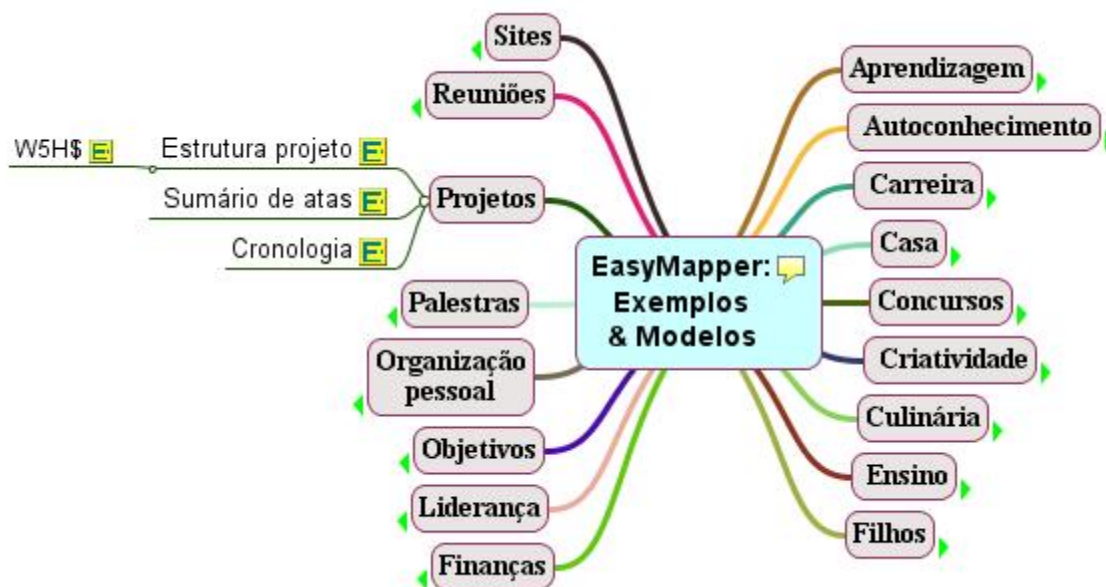 EasyMapper:
Exemplos
& Modelos
Sites
Reuniões
Projetos
Estrutura projeto
W5H$
Sumário de atas
Cronologia
Palestras
Organização
pessoal
Objetivos
Liderança
Finanças
Aprendizagem
Autoconhecimento
Carreira
Casa
Concursos
Criatividade
Culinária
Ensino
Filhos